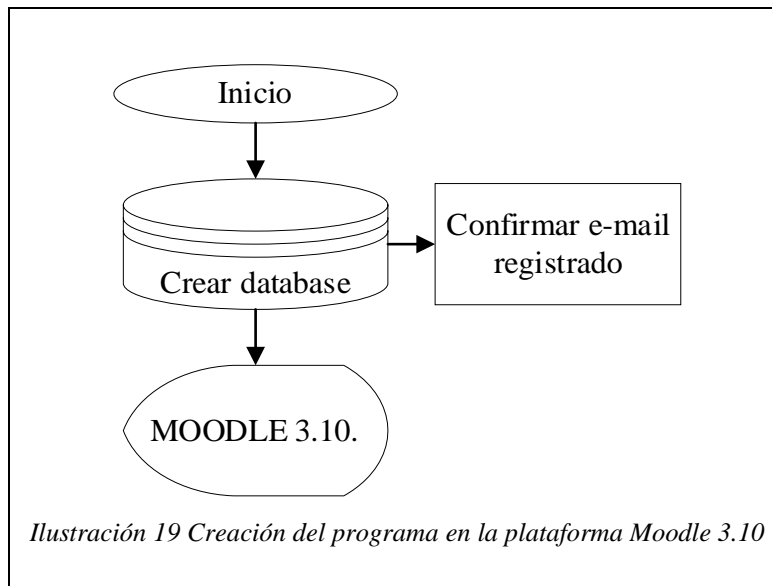 Inicio
Crear database
Confirmar e-mail
registrado
MOODLE 3.10.
Ilustración 19 Creación del programa en la plataforma Moodle 3.10